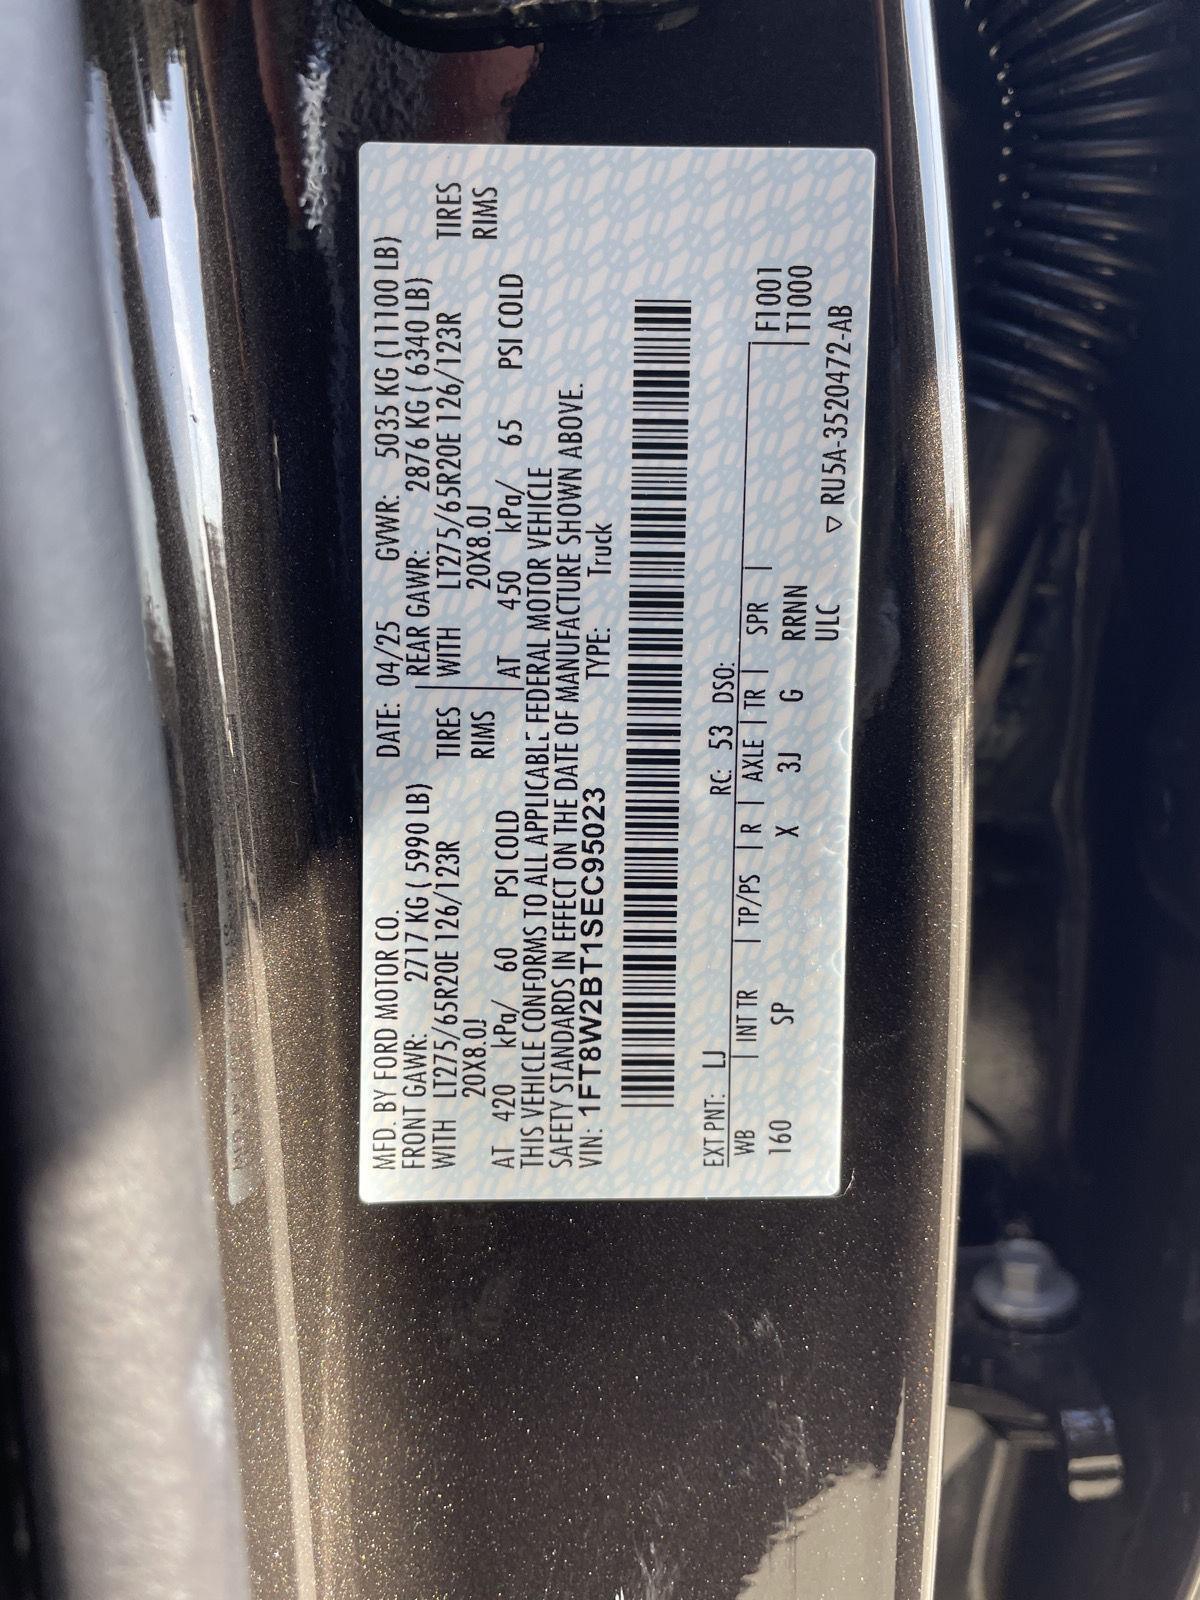 MFD. BY FORD MOTOR CO. DATE: 04/25 GVWR: 5035 KG (11100 LB)
FRONT GAWR: 2717 KG ( 5990 LB) REAR GAWR: 2876 KG ( 6340 LB)
WITH LT275/65R20E 126/123R TIRES WITH LT275/65R20E 126/123R TIRES
20X8.0J RIMS 20X8.0J RIMS
AT 420 kPa/ 60 PSI COLD AT 450 kPa/ 65 PSI COLD
THIS VEHICLE CONFORMS TO ALL APPLICABLE FEDERAL MOTOR VEHICLE
SAFETY STANDARDS IN EFFECT ON THE DATE OF MANUFACTURE SHOWN ABOVE.
VIN: 1FT8W2BT1SEC95023 TYPE: Truck
EXT PNT: LJ RC: 53 DSO:
WB | INT TR | TP/PS | R | AXLE | TR | SPR | F1001
160 SP X 3J G RRNN T1000
ULC ▽ RU5A-3520472-AB